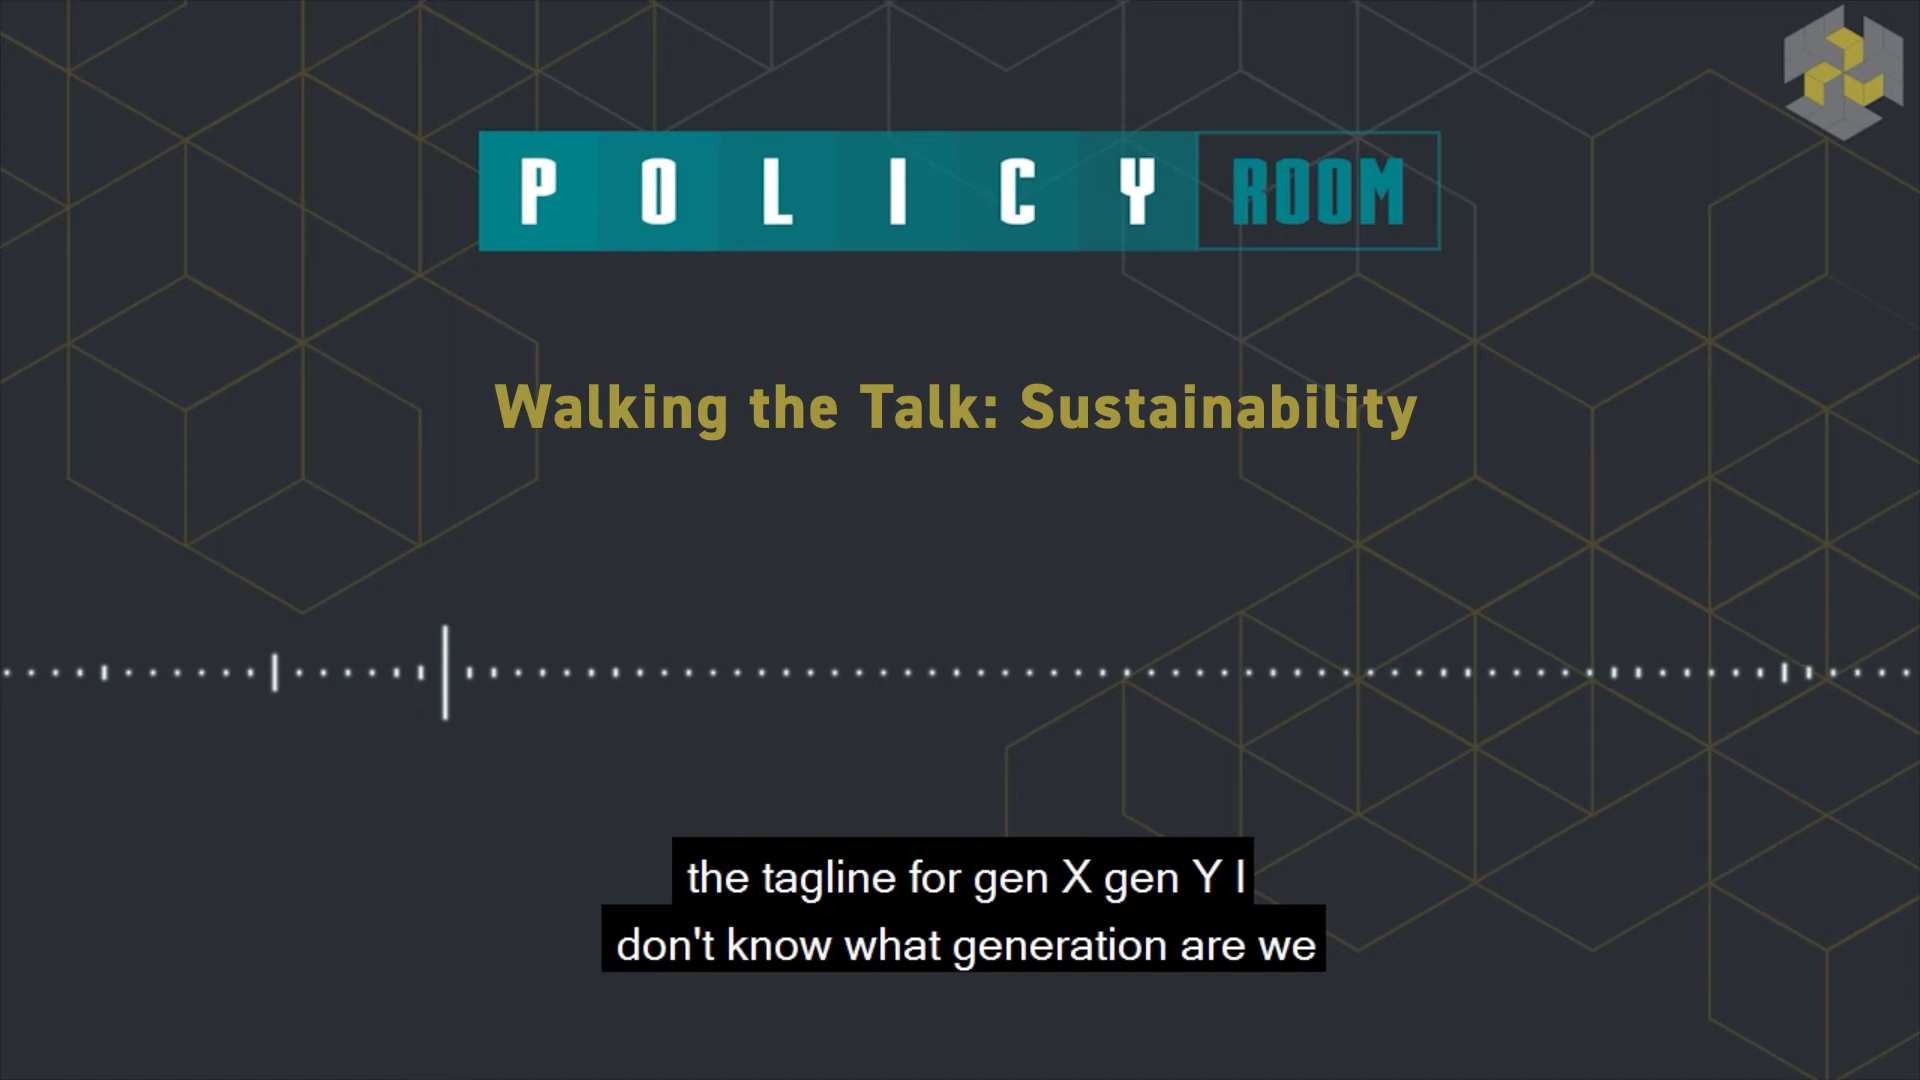 POLICY ROOM
Walking the Talk: Sustainability
the tagline for gen X gen Y I
don't know what generation are we